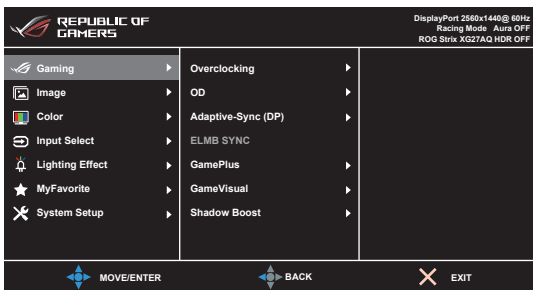 REPUBLIC OF
GAMERS
DisplayPort 2560x1440@ 60Hz
Racing Mode Aura OFF
ROG Strix XG27AQ HDR OFF
Gaming
Image
Color
Input Select
Lighting Effect
MyFavorite
System Setup
Overclocking
OD
Adaptive-Sync (DP)
ELMB SYNC
GamePlus
GameVisual
Shadow Boost
MOVE/ENTER
BACK
EXIT